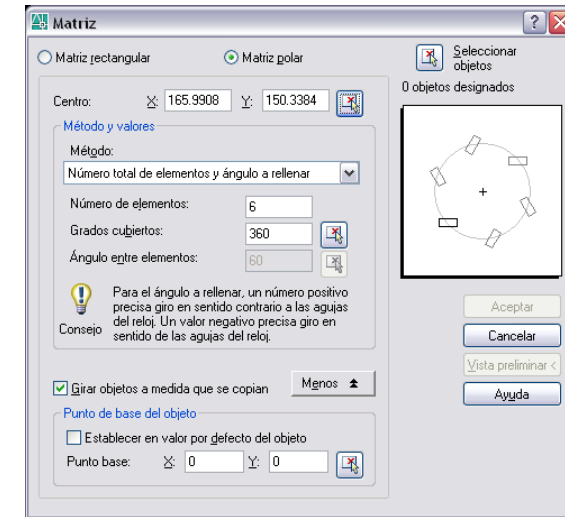 Matriz
Matriz rectangular
Matriz polar
Seleccionar
objetos
0 objetos designados
Centro: X: 165.9908 Y: 150.3384
Método y valores
Método:
Número total de elementos y ángulo a rellenar
Número de elementos: 6
Grados cubiertos: 360
Ángulo entre elementos: 60
Consejo
Para el ángulo a rellenar, un número positivo
precisa giro en sentido contrario a las agujas
del reloj. Un valor negativo precisa giro en
sentido de las agujas del reloj.
Aceptar
Cancelar
Vista preliminar <
Ayuda
Girar objetos a medida que se copian
Menos
Punto de base del objeto
Establecer en valor por defecto del objeto
Punto base: X: 0 Y: 0